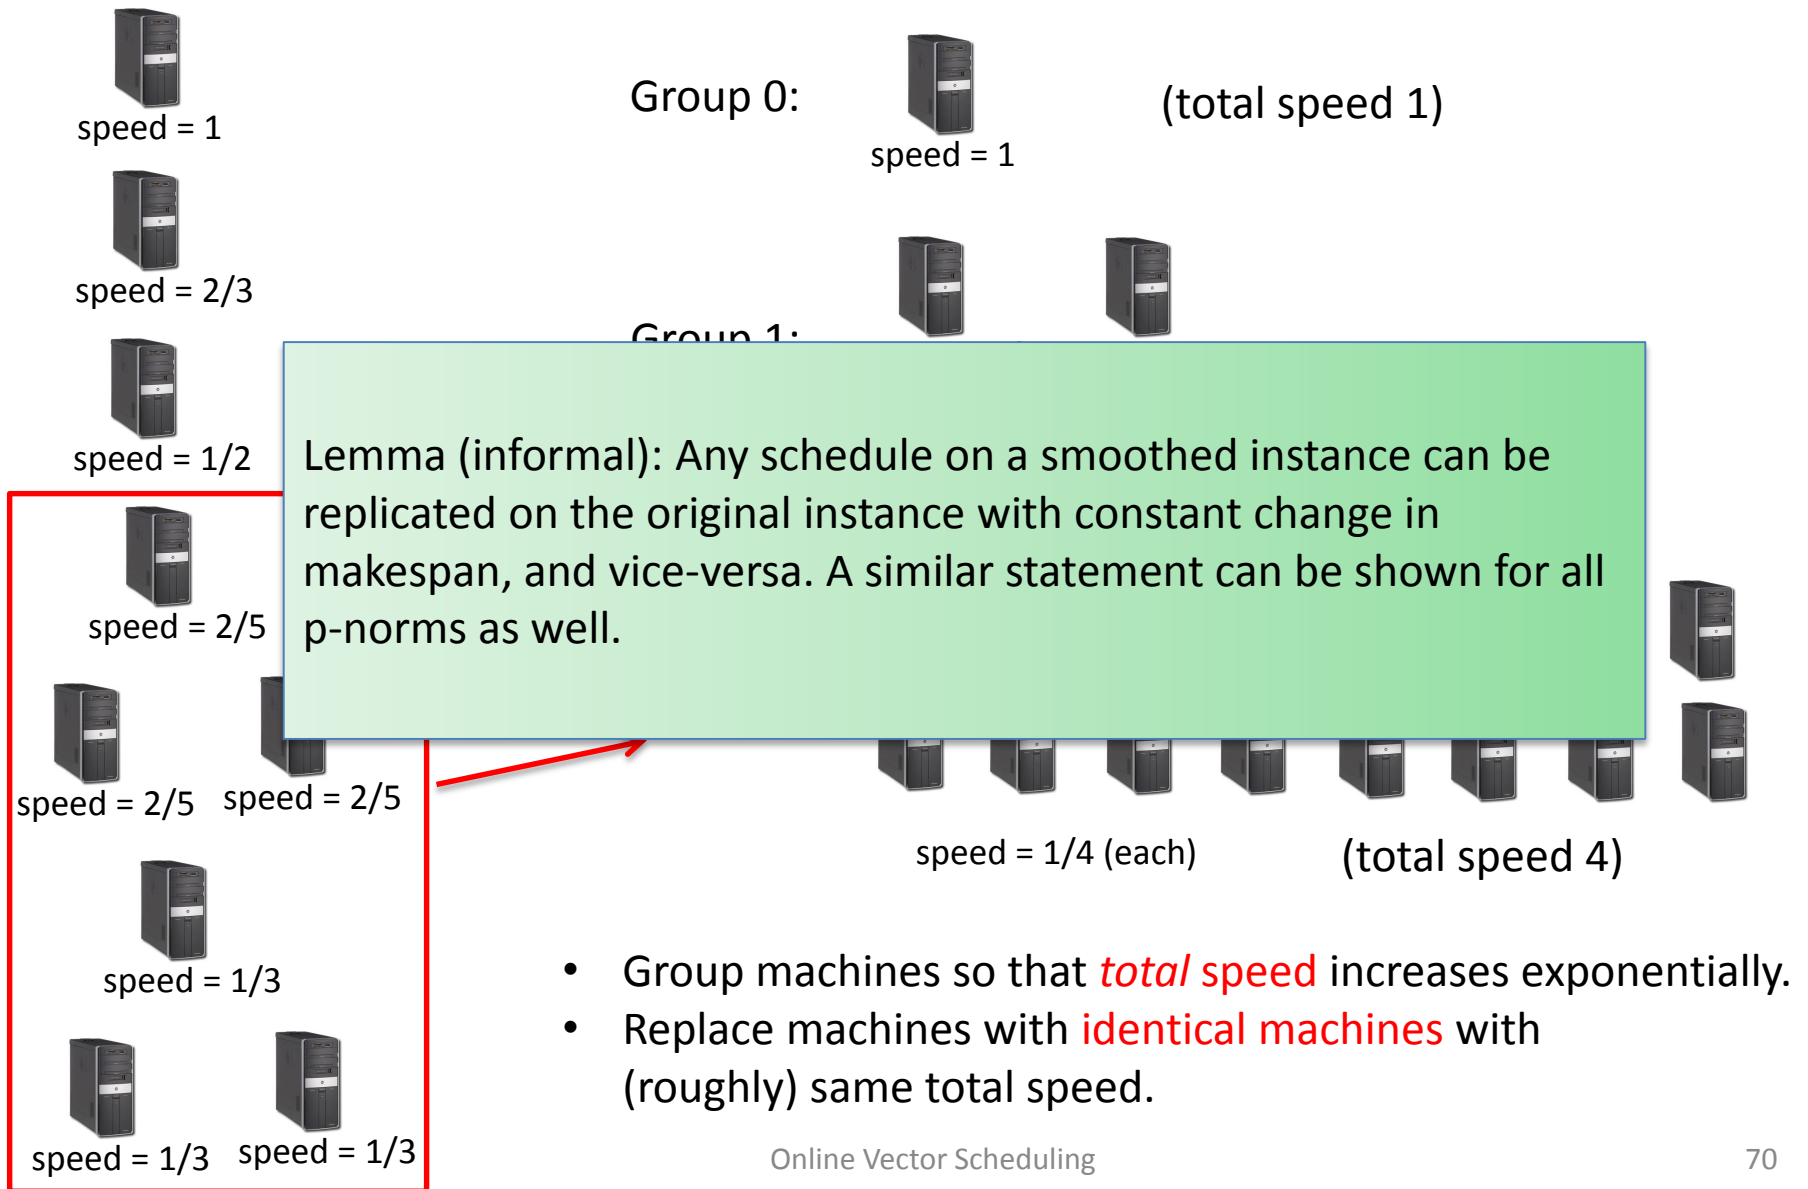 speed = 1
speed = 2/3
speed = 1/2
speed = 2/5
speed = 2/5
speed = 2/5
speed = 1/3
speed = 1/3
speed = 1/3
Group 0:
(total speed 1)
speed = 1
Group 1:
Lemma (informal): Any schedule on a smoothed instance can be
replicated on the original instance with constant change in
makespan, and vice-versa. A similar statement can be shown for all
p-norms as well.
speed = 1/4 (each)
(total speed 4)
• Group machines so that total speed increases exponentially.
• Replace machines with identical machines with
(roughly) same total speed.
Online Vector Scheduling
70